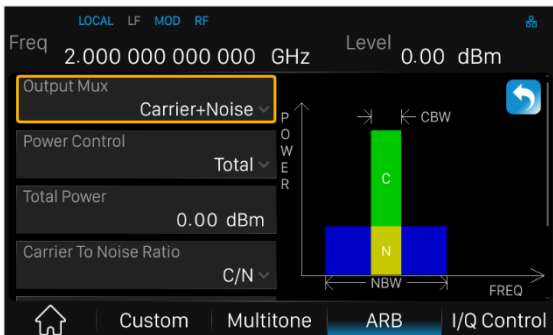 LOCAL LF MOD RF
Freq 2.000 000 000 000 GHz Level 0.00 dBm
Output Mux
Carrier+Noise
Power Control
Total
Total Power
0.00 dBm
Carrier To Noise Ratio
C/N
POWER
CBW
C
N
NBW
FREQ
Custom Multitone ARB I/Q Control